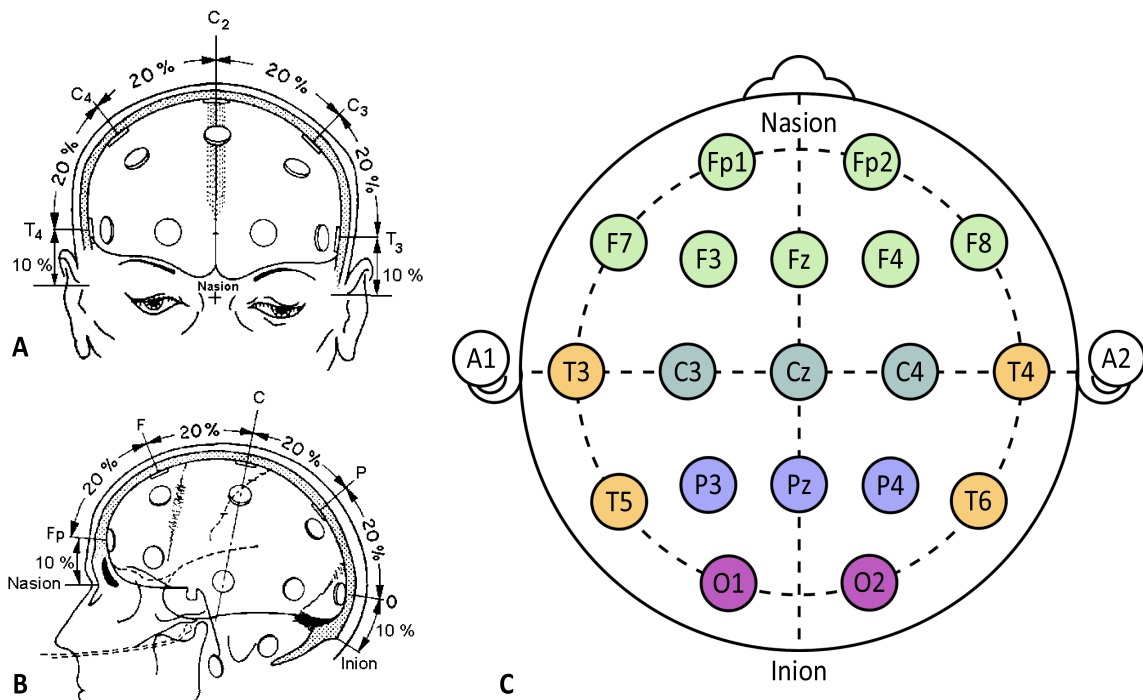 C2
20 %
20 %
C4
C3
20 %
20 %
T4
T3
10 %
10 %
Nasion
A
C
F
20%
20 %
20 %
P
20 %
Fp
10 %
Nasion
O
10 %
Inion
B
Nasion
Fp1
Fp2
F7
F3
Fz
F4
F8
A1
T3
C3
Cz
C4
T4
A2
T5
P3
Pz
P4
T6
O1
O2
Inion
C